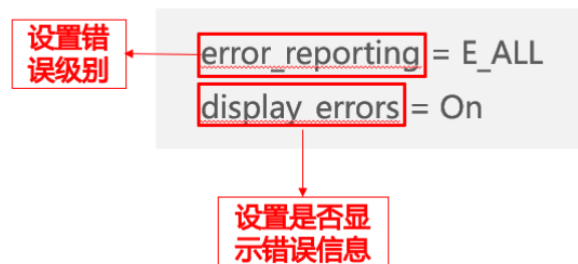 设置错
误级别
error_reporting = E_ALL
display_errors = On
设置是否显
示错误信息